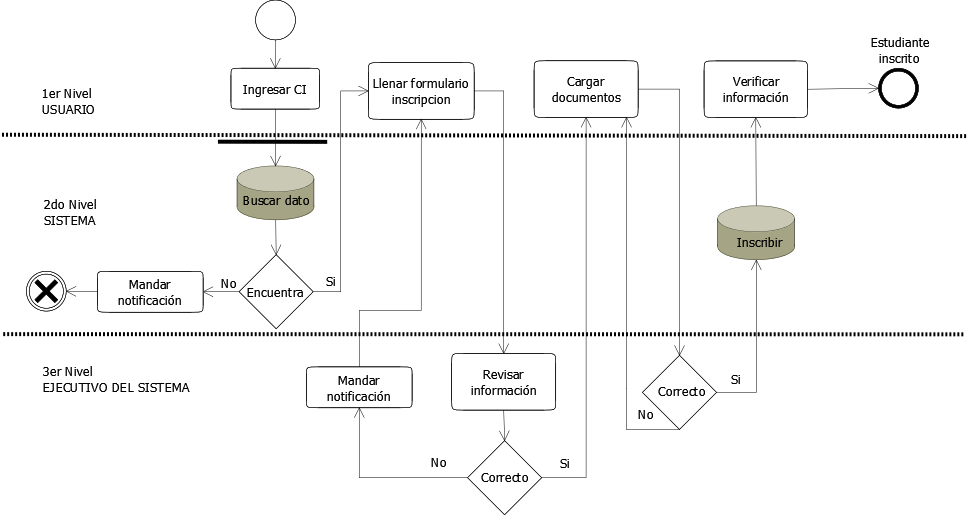 Estudiante
inscrito
1er Nivel
USUARIO
Ingresar CI
Llenar formulario
inscripcion
Cargar
documentos
Verificar
información
2do Nivel
SISTEMA
Buscar dato
Inscribir
Mandar
notificación
No
Encuentra
Si
3er Nivel
EJECUTIVO DEL SISTEMA
Mandar
notificación
Revisar
información
Correcto
Si
No
No
Correcto
Si